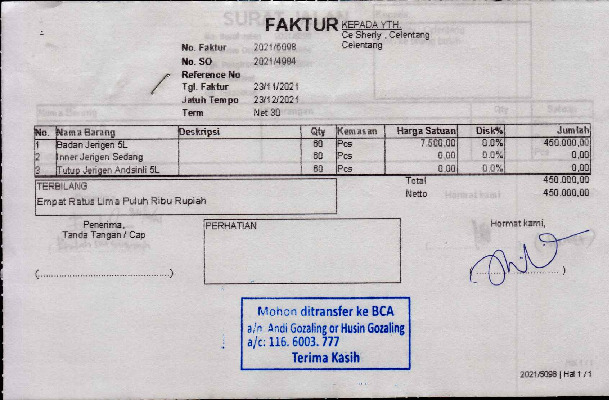 FAKTUR
KEPADA YTH.
Ce Sherly , Celentang
Celentang
No. Faktur 2021/5098
No. SO 2021/4984
Reference No
Tgl. Faktur 23/11/2021
Jatuh Tempo 23/12/2021
Term Net 30
No. Nama Barang Deskripsi Qty Kemasan Harga Satuan Disk% Jumlah
1 Badan Jerigen 5L 60 Pcs 7.500,00 0.0% 450.000,00
2 Inner Jerigen Sedang 60 Pcs 0,00 0.0% 0,00
3 Tutup Jerigen Andsinli 5L 60 Pcs 0,00 0.0% 0,00
Total 450.000,00
Netto 450.000,00
TERBILANG
Empat Ratus Lima Puluh Ribu Rupiah
Penerima,
Tanda Tangan / Cap
PERHATIAN
Hormat kami,
(..............................................)
Mohon ditransfer ke BCA
a/n. Andi Gozaling or Husin Gozaling
a/c: 116. 6003. 777
Terima Kasih
2021/5098 | Hal 1 / 1